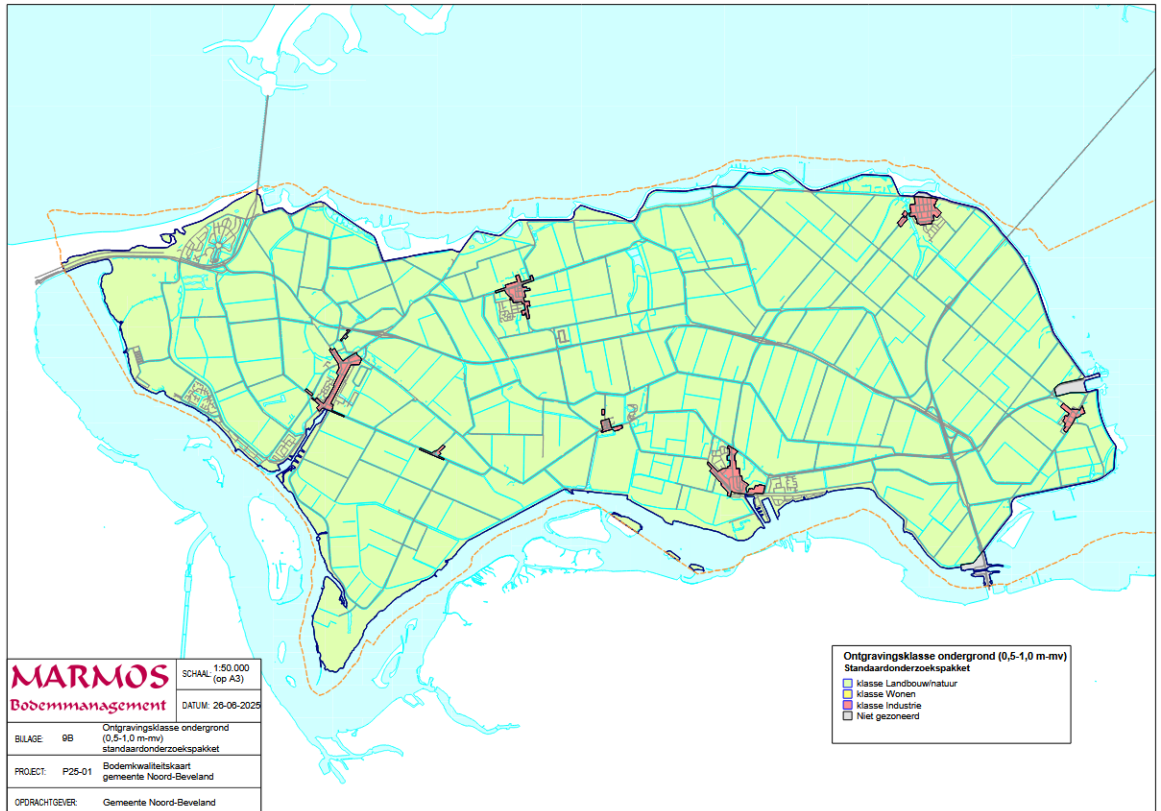 Ontgravingsklasse ondergrond (0,5-1,0 m-mv)
Standaardonderzoekspakket
klasse Landbouw/natuur
klasse Wonen
klasse Industrie
Niet gezoneerd
MARMOS
Bodemmanagement
SCHAAL: 1:50.000
(op A3)
DATUM: 26-06-2025
BIJLAGE: 9B Ontgravingsklasse ondergrond
(0,5-1,0 m-mv)
standaardonderzoekspakket
PROJECT: P25-01 Bodemkwaliteitskaart
gemeente Noord-Beveland
OPDRACHTGEVER: Gemeente Noord-Beveland